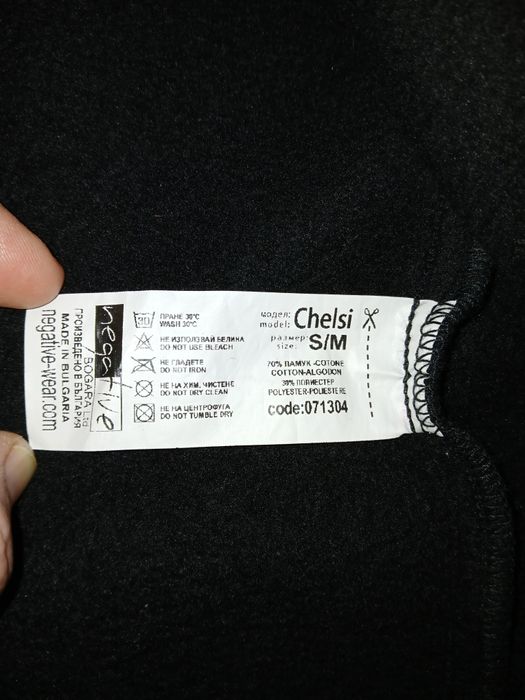 negative
/BOGARA Ltd
ПРОИЗВЕДЕНО В БЪЛГАРИЯ
MADE IN BULGARIA
negative-wear.com
30
ПРАНЕ 30°C
WASH 30°C
НЕ ИЗПОЛЗВАЙ БЕЛИНА
DO NOT USE BLEACH
НЕ ГЛАДЕТЕ
DO NOT IRON
НЕ НА ХИМ. ЧИСТЕНЕ
DO NOT DRY CLEAN
НЕ НА ЦЕНТРОФУГА
DO NOT TUMBLE DRY
модел:
model: Chelsi
размер:
size: S/M
70% ПАМУК -COTONE
COTTON-ALGODON
30% ПОЛИЕСТЕР
POLYESTER-POLIESTERE
code:071304